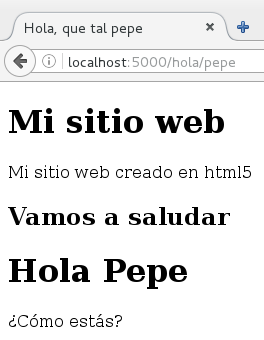 Hola, que tal pepe
localhost:5000/hola/pepe
Mi sitio web
Mi sitio web creado en html5
Vamos a saludar
Hola Pepe
¿Cómo estás?